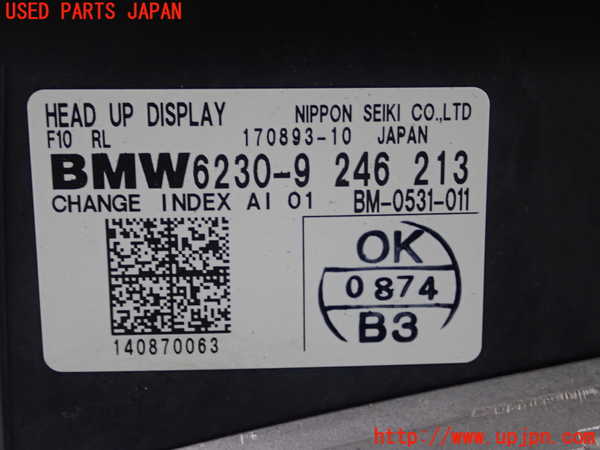 USED PARTS JAPAN
HEAD UP DISPLAY NIPPON SEIKI CO.,LTD
F10 RL 170893-10 JAPAN
BMW 6230-9 246 213
CHANGE INDEX AI 01 BM-0531-011
OK
0874
B3
140870063
http://www.upjpn.com/